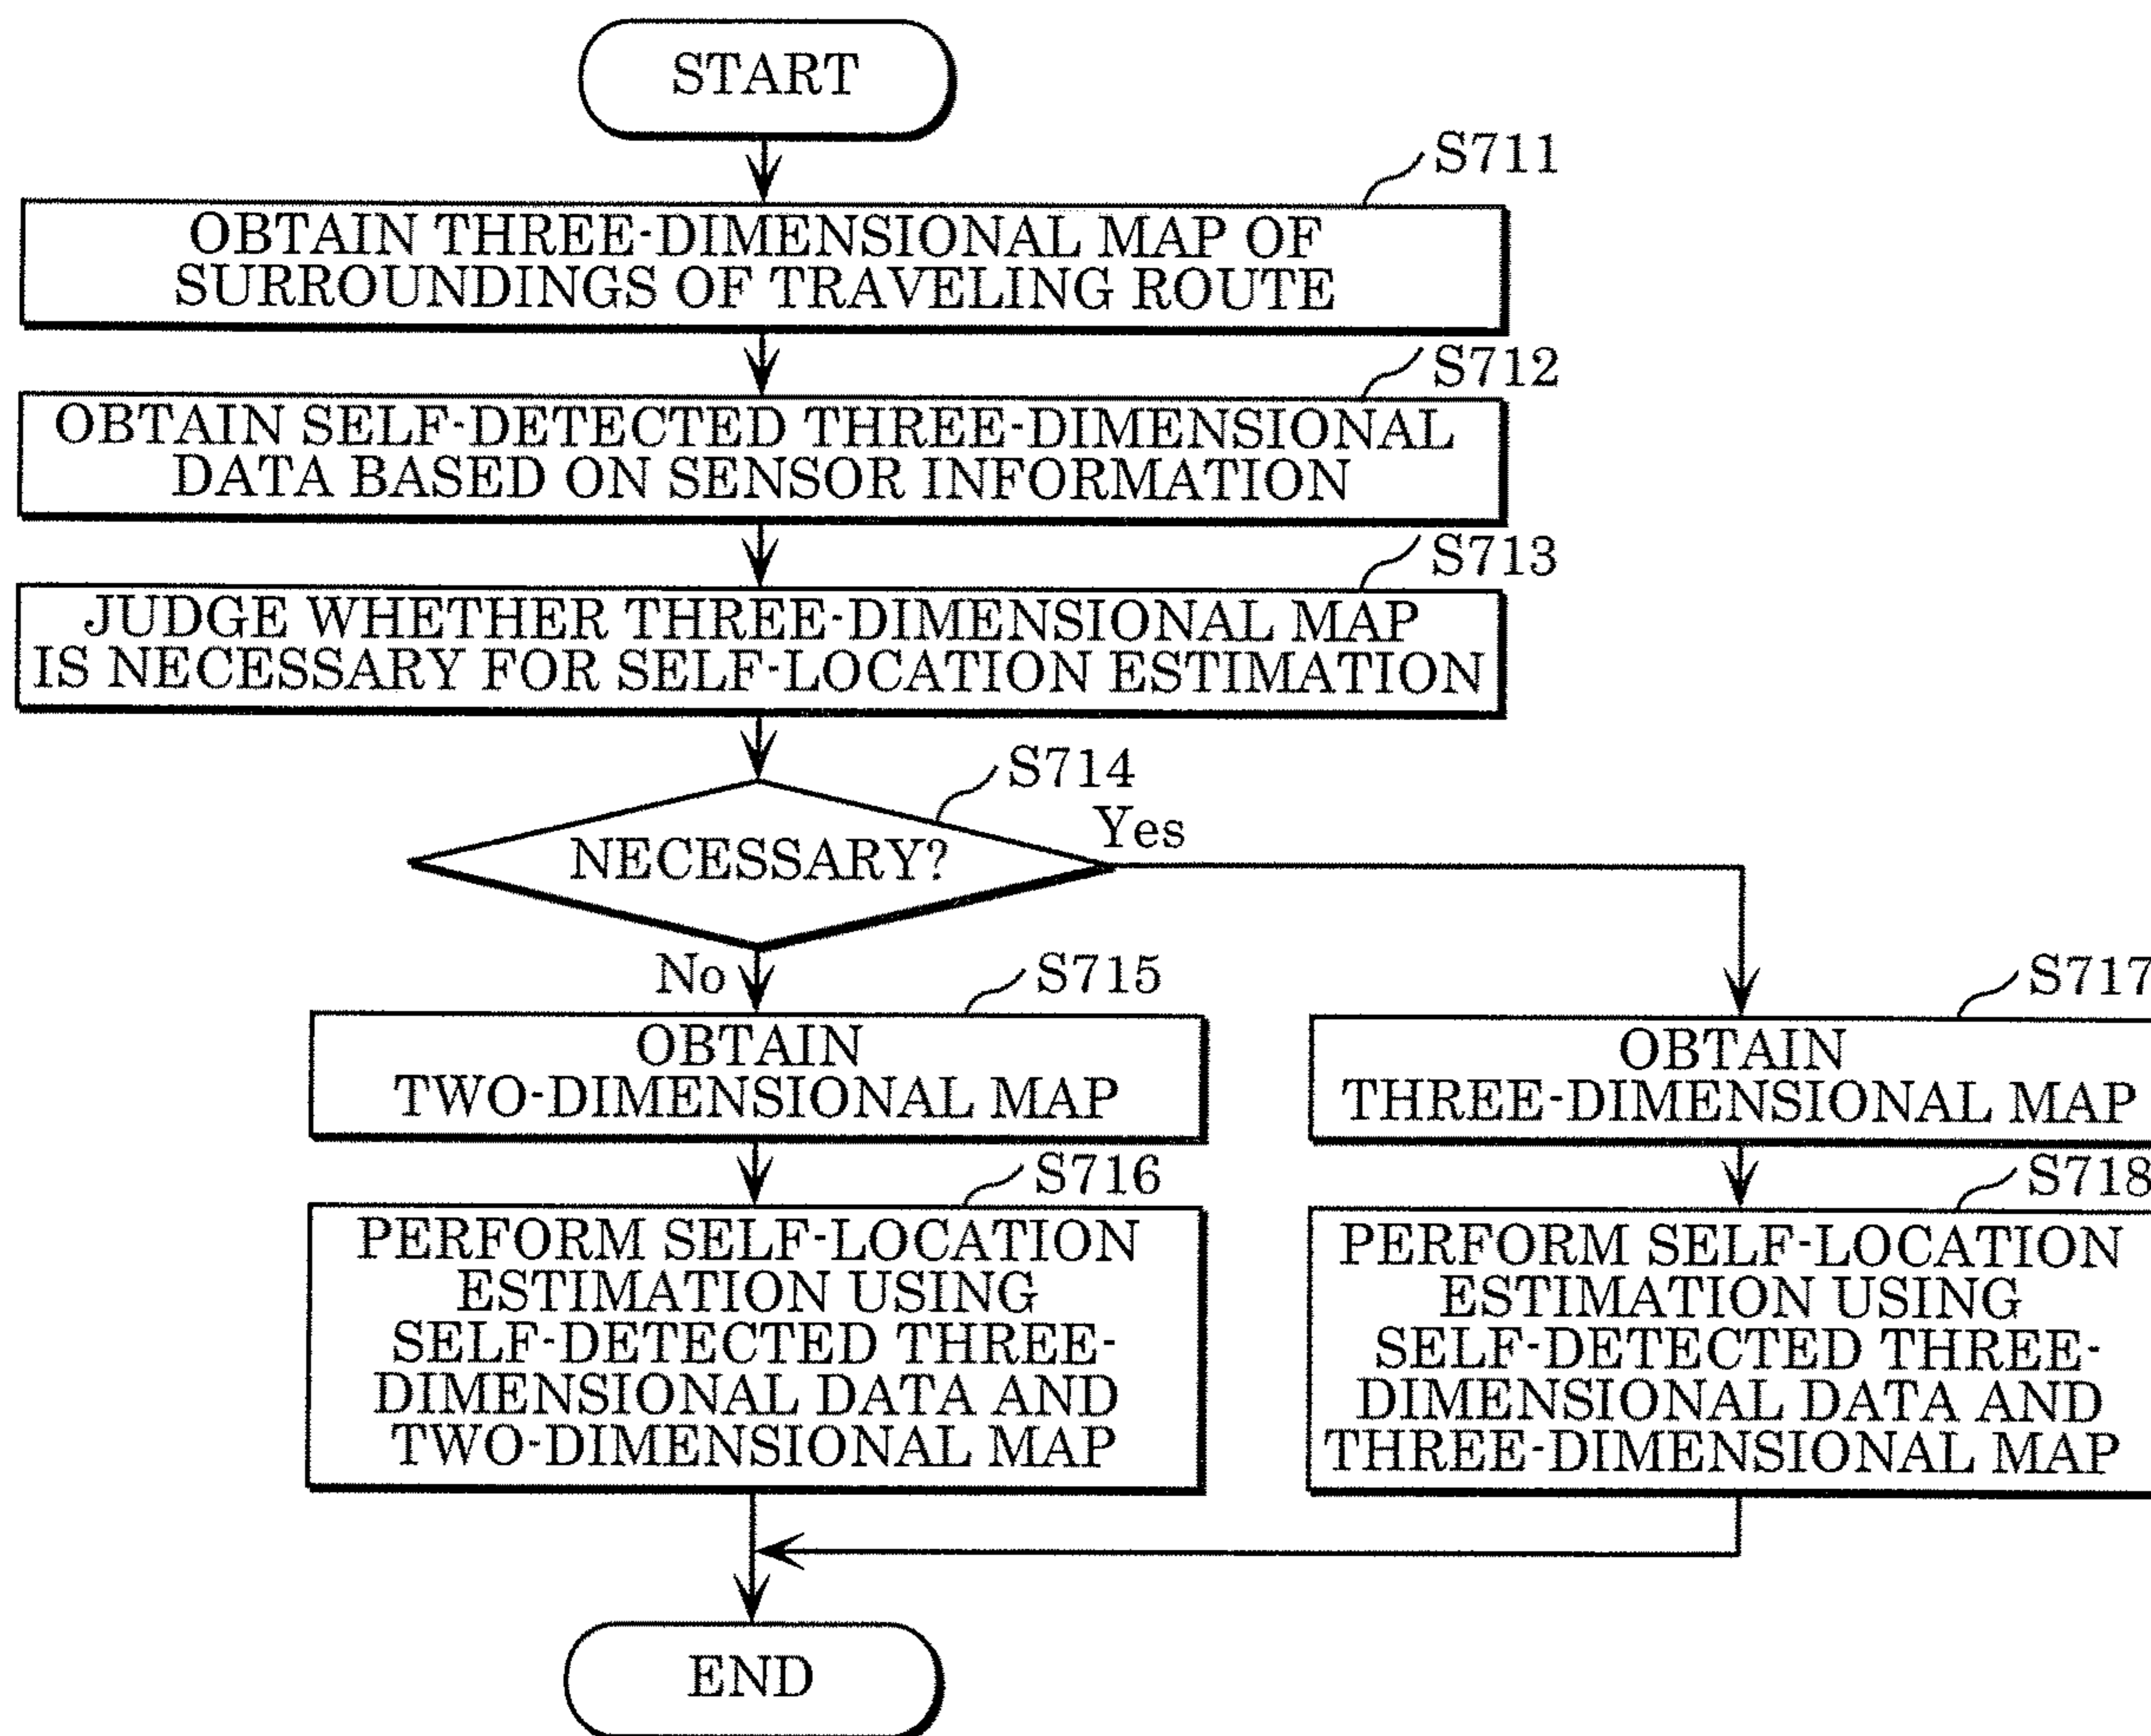 START
S711
OBTAIN THREE-DIMENSIONAL MAP OF
SURROUNDINGS OF TRAVELING ROUTE
S712
OBTAIN SELF-DETECTED THREE-DIMENSIONAL
DATA BASED ON SENSOR INFORMATION
S713
JUDGE WHETHER THREE-DIMENSIONAL MAP
IS NECESSARY FOR SELF-LOCATION ESTIMATION
S714
NECESSARY?
Yes
No
S715
OBTAIN
TWO-DIMENSIONAL MAP
S716
PERFORM SELF-LOCATION
ESTIMATION USING
SELF-DETECTED THREE-
DIMENSIONAL DATA AND
TWO-DIMENSIONAL MAP
S717
OBTAIN
THREE-DIMENSIONAL MAP
S718
PERFORM SELF-LOCATION
ESTIMATION USING
SELF-DETECTED THREE-
DIMENSIONAL DATA AND
THREE-DIMENSIONAL MAP
END